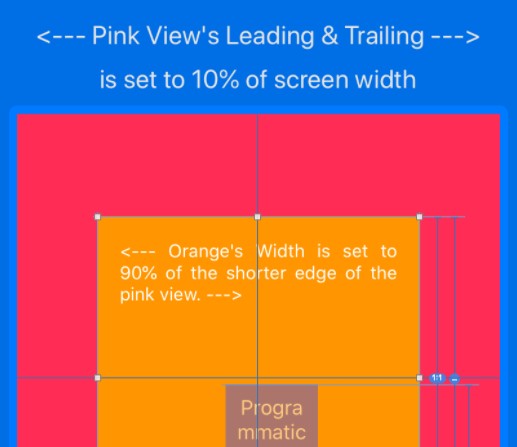 <--- Pink View's Leading & Trailing --->
is set to 10% of screen width
<--- Orange's Width is set to
90% of the shorter edge of the
pink view. --->
1:1
Progra
mmatic